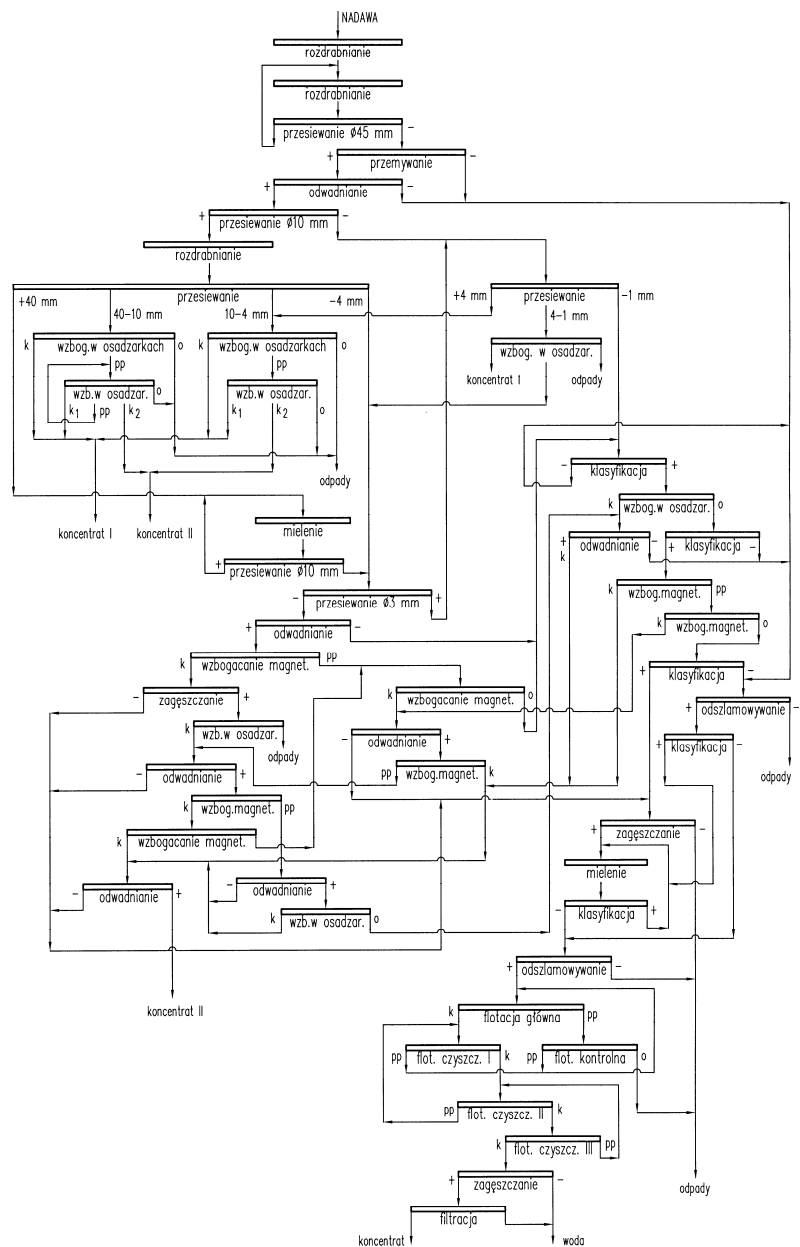 NADAWA
rozdrabnianie
rozdrabnianie
przesiewanie Ø45 mm -
+ przemywanie -
+ odwadnianie -
+ przesiewanie Ø10 mm -
rozdrabnianie
+40 mm przesiewanie -4 mm
+4 mm przesiewanie -1 mm
40-10 mm 10-4 mm 4-1 mm
k wzbog.w osadzarkach o
k wzbog.w osadzarkach o
wzbog. w osadzar.
pp pp
koncentrat I odpady
wzb.w osadzar. o
wzb.w osadzar.
k1 pp k2
k1 k2 o
- klasyfikacja +
odpady
k wzbog.w osadzar. o
koncentrat I koncentrat II
mielenie
+ odwadnianie -
k
+ klasyfikacja -
+ przesiewanie Ø10 mm
k wzbog.magnet. pp
- przesiewanie Ø3 mm +
k wzbog.magnet. o
+ odwadnianie -
k wzbogacanie magnet. pp
+ klasyfikacja -
- zagęszczanie +
k wzbogacanie magnet. o
+ odszlamowywanie -
k wzb.w osadzar.
odpady
- odwadnianie +
+ klasyfikacja -
- odwadnianie +
pp wzbog.magnet. k
odpady
k wzbog.magnet. pp
k wzbogacanie magnet.
+ zagęszczanie -
mielenie
- odwadnianie +
- odwadnianie +
k wzb.w osadzar. o
- klasyfikacja +
koncentrat II
+ odszlamowywanie -
k flotacja główna pp
pp flot. czyszcz. I k
pp flot. kontrolna o
pp flot. czyszcz. II k
k flot. czyszcz. III pp
+ zagęszczanie -
odpady
filtracja
koncentrat woda